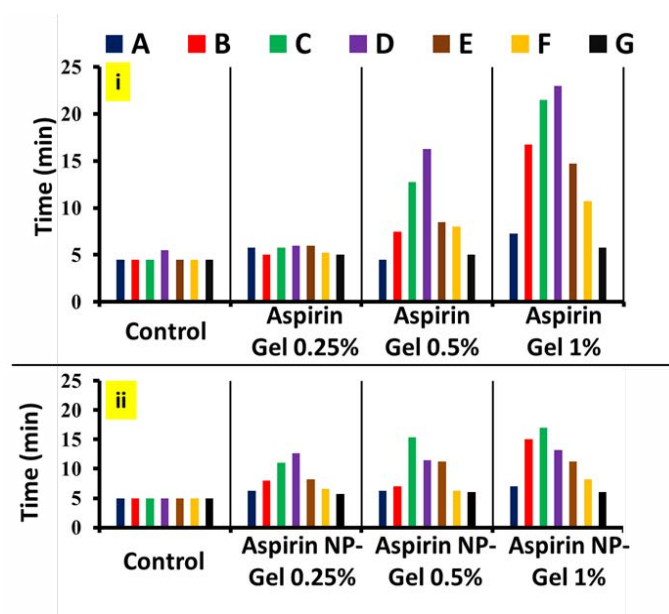 A B C D E F G
i
25
20
15
10
5
0
Time (min)
Control
Aspirin
Gel 0.25%
Aspirin
Gel 0.5%
Aspirin
Gel 1%
ii
25
20
15
10
5
0
Time (min)
Control
Aspirin NP-
Gel 0.25%
Aspirin NP-
Gel 0.5%
Aspirin NP-
Gel 1%